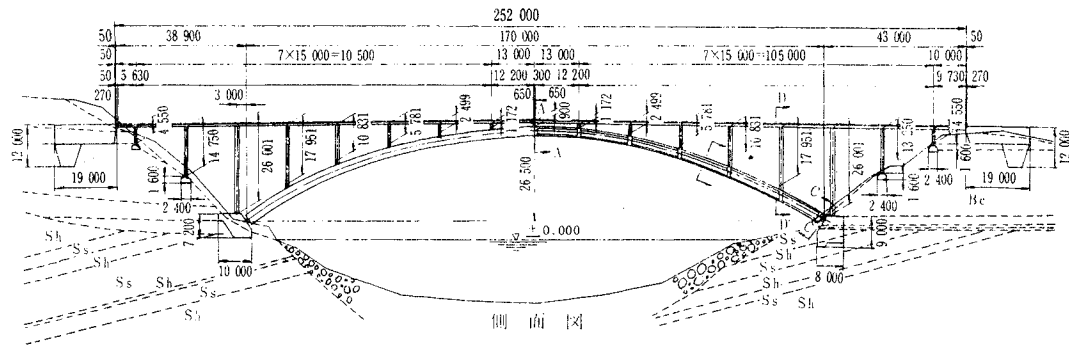 252 000
50 38 900 170 000 43 000 50
50 7×15 000=10 500 13 000 13 000 7×15 000=105 000 10 000
50 5 630 12 200 300 12 200 9 730 270
270 3 000 650 650
4 550 14 750 26 001 17 951 10 831 5 781 2 499 1 172 A 900 1 172 2 499 5 781 10 831 D 17 951 26 001 13 550 4 550
12 000 19 000 1 600 2 400 A 26 500 C 600 2 400 600 19 000 12 000
Bc
7 200 10 000 0.000 D C 9 000 8 000
Sh Ss Sh Ss Sh Ss Sh
Ss Sh Ss Sh Ss Sh
側 面 図